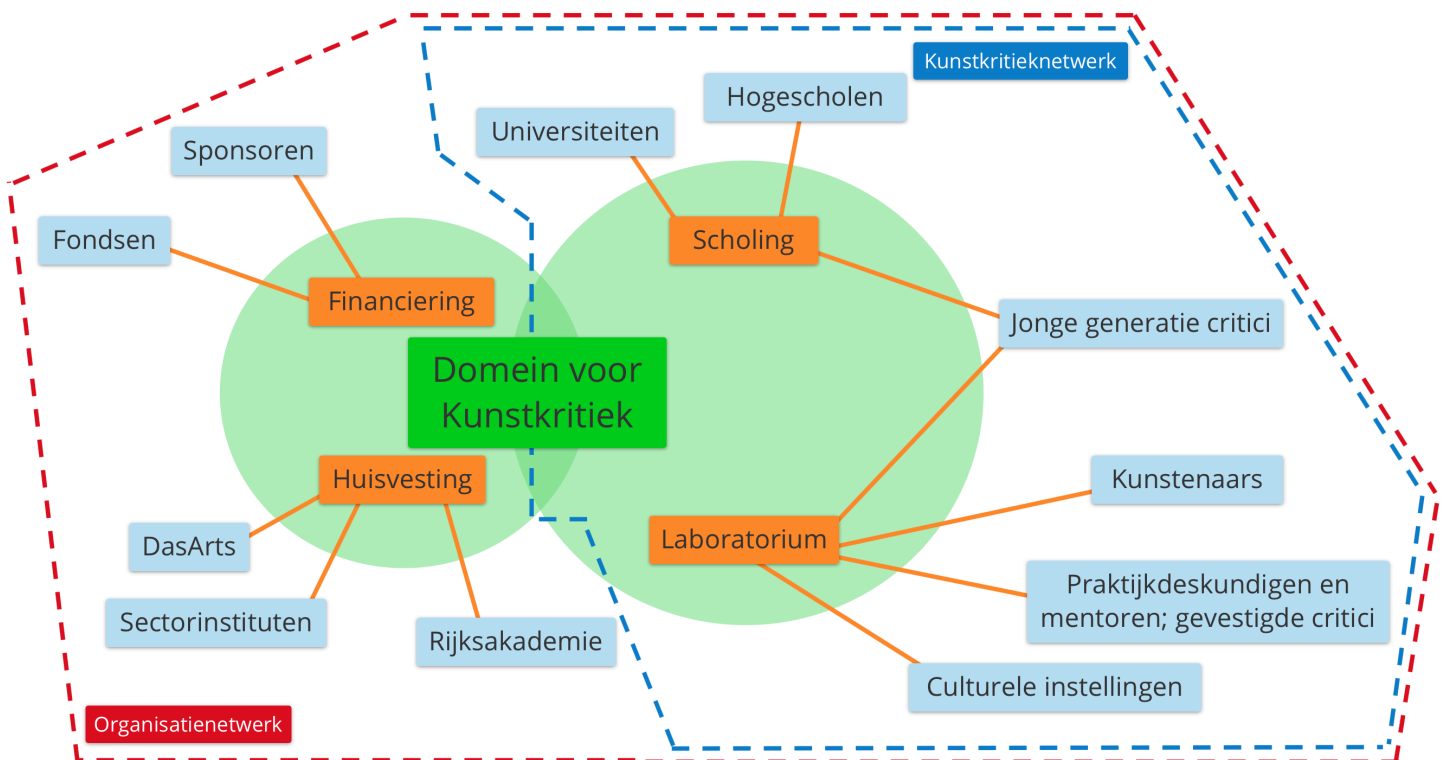 Kunstkritieknetwerk
Hogescholen
Universiteiten
Sponsoren
Fondsen
Scholing
Financiering
Jonge generatie critici
Domein voor
Kunstkritiek
Huisvesting
Kunstenaars
DasArts
Laboratorium
Praktijkdeskundigen en
mentoren; gevestigde critici
Sectorinstituten
Rijksakademie
Culturele instellingen
Organisatienetwerk